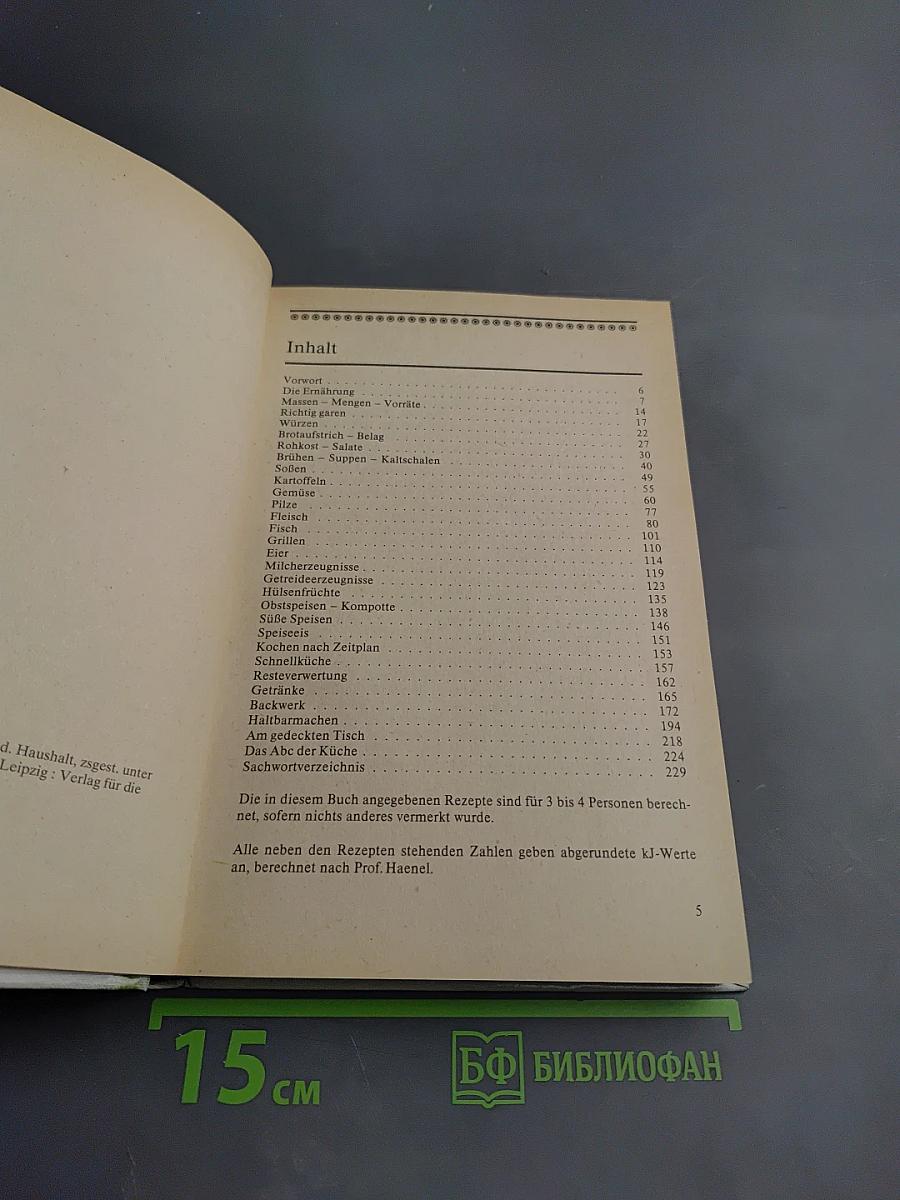 d. Haushalt, zsgest. unter
Leipzig : Verlag für die
Inhalt
Vorwort . . . . . . . . . . 6
Die Ernährung . . . . . . . . . . 7
Massen – Mengen – Vorräte . . . . . . . . . . 14
Richtig garen . . . . . . . . . . 17
Würzen . . . . . . . . . . 22
Brotaufstrich – Belag . . . . . . . . . . 27
Rohkost – Salate . . . . . . . . . . 30
Brühen – Suppen – Kaltschalen . . . . . . . . . . 40
Soßen . . . . . . . . . . 49
Kartoffeln . . . . . . . . . . 55
Gemüse . . . . . . . . . . 60
Pilze . . . . . . . . . . 77
Fleisch . . . . . . . . . . 80
Fisch . . . . . . . . . . 101
Grillen . . . . . . . . . . 110
Eier . . . . . . . . . . 114
Milcherzeugnisse . . . . . . . . . . 119
Getreideerzeugnisse . . . . . . . . . . 123
Hülsenfrüchte . . . . . . . . . . 135
Obstspeisen – Kompotte . . . . . . . . . . 138
Süße Speisen . . . . . . . . . . 146
Speiseeis . . . . . . . . . . 151
Kochen nach Zeitplan . . . . . . . . . . 153
Schnellküche . . . . . . . . . . 157
Resteverwertung . . . . . . . . . . 162
Getränke . . . . . . . . . . 165
Backwerk . . . . . . . . . . 172
Haltbarmachen . . . . . . . . . . 194
Am gedeckten Tisch . . . . . . . . . . 218
Das Abc der Küche . . . . . . . . . . 224
Sachwortverzeichnis . . . . . . . . . . 229
Die in diesem Buch angegebenen Rezepte sind für 3 bis 4 Personen berech-
net, sofern nichts anderes vermerkt wurde.
Alle neben den Rezepten stehenden Zahlen geben abgerundete kJ-Werte
an, berechnet nach Prof. Haenel.
5
15 см
БФ БИБЛИОФАН